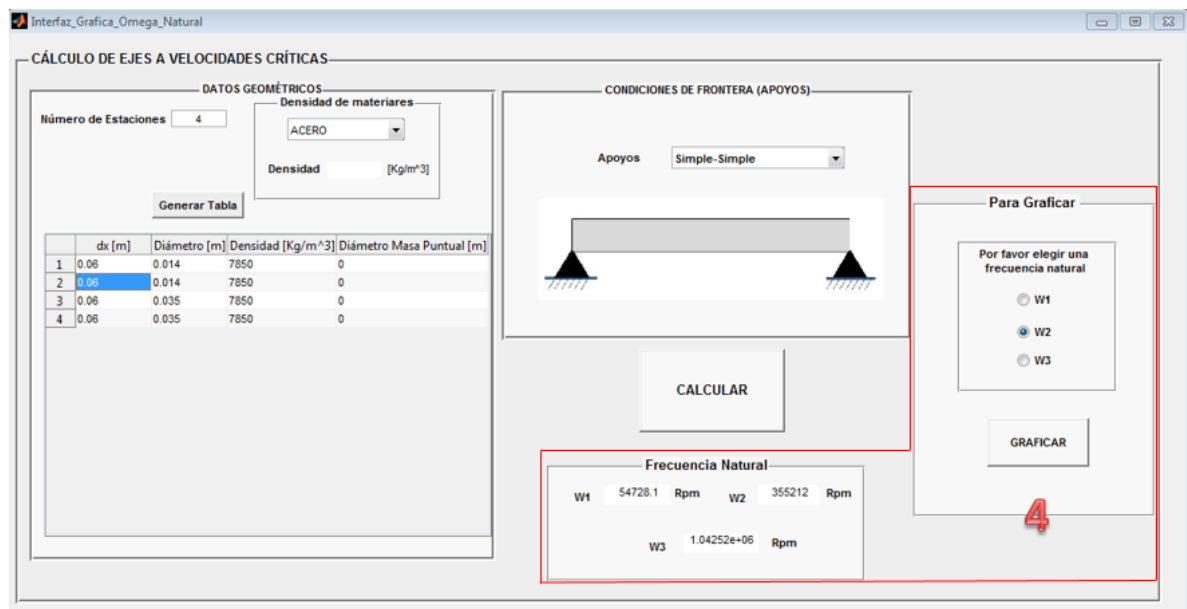 Interfaz_Grafica_Omega_Natural
CÁLCULO DE EJES A VELOCIDADES CRÍTICAS
DATOS GEOMÉTRICOS
Número de Estaciones 4
Densidad de materiares
ACERO
Densidad [Kg/m^3]
Generar Tabla
dx [m] Diámetro [m] Densidad [Kg/m^3] Diámetro Masa Puntual [m]
1 0.06 0.014 7850 0
2 0.06 0.014 7850 0
3 0.06 0.035 7850 0
4 0.06 0.035 7850 0
CONDICIONES DE FRONTERA (APOYOS)
Apoyos Simple-Simple
CALCULAR
Frecuencia Natural
W1 54728.1 Rpm W2 355212 Rpm
W3 1.04252e+06 Rpm
Para Graficar
Por favor elegir una
frecuencia natural
W1
W2
W3
GRAFICAR
4